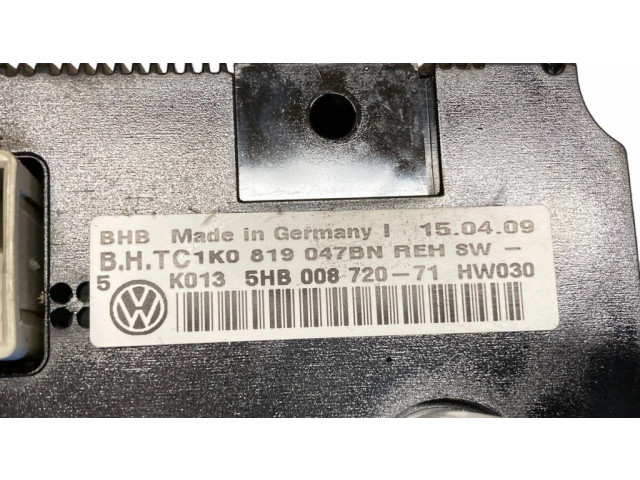 BHB Made in Germany I 15.04.09
B.H.TC1K0 819 047BN REH SW -
5 K013 5HB 008 720-71 HW030